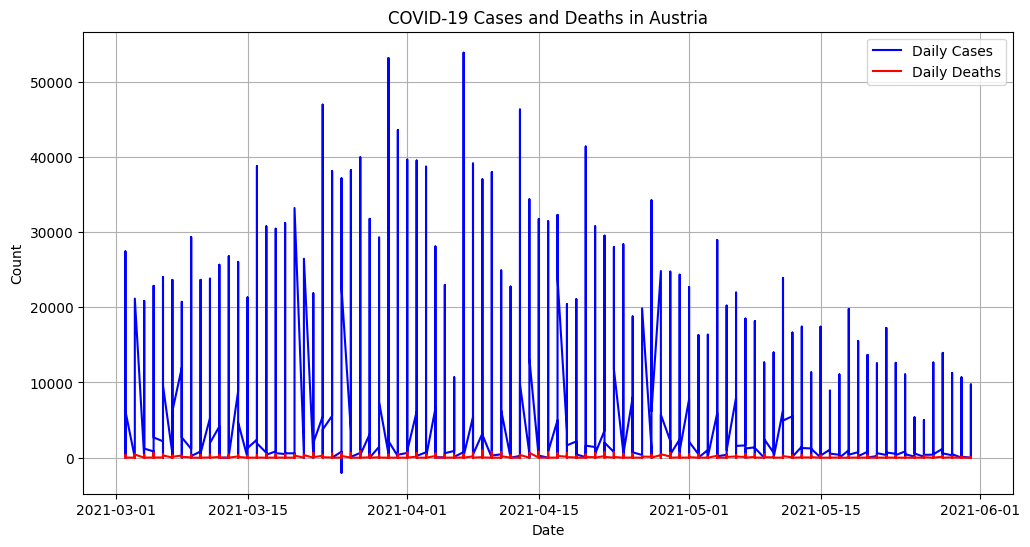 COVID-19 Cases and Deaths in Austria
Daily Cases
Daily Deaths
Count
50000
40000
30000
20000
10000
0
2021-03-01
2021-03-15
2021-04-01
2021-04-15
2021-05-01
2021-05-15
2021-06-01
Date